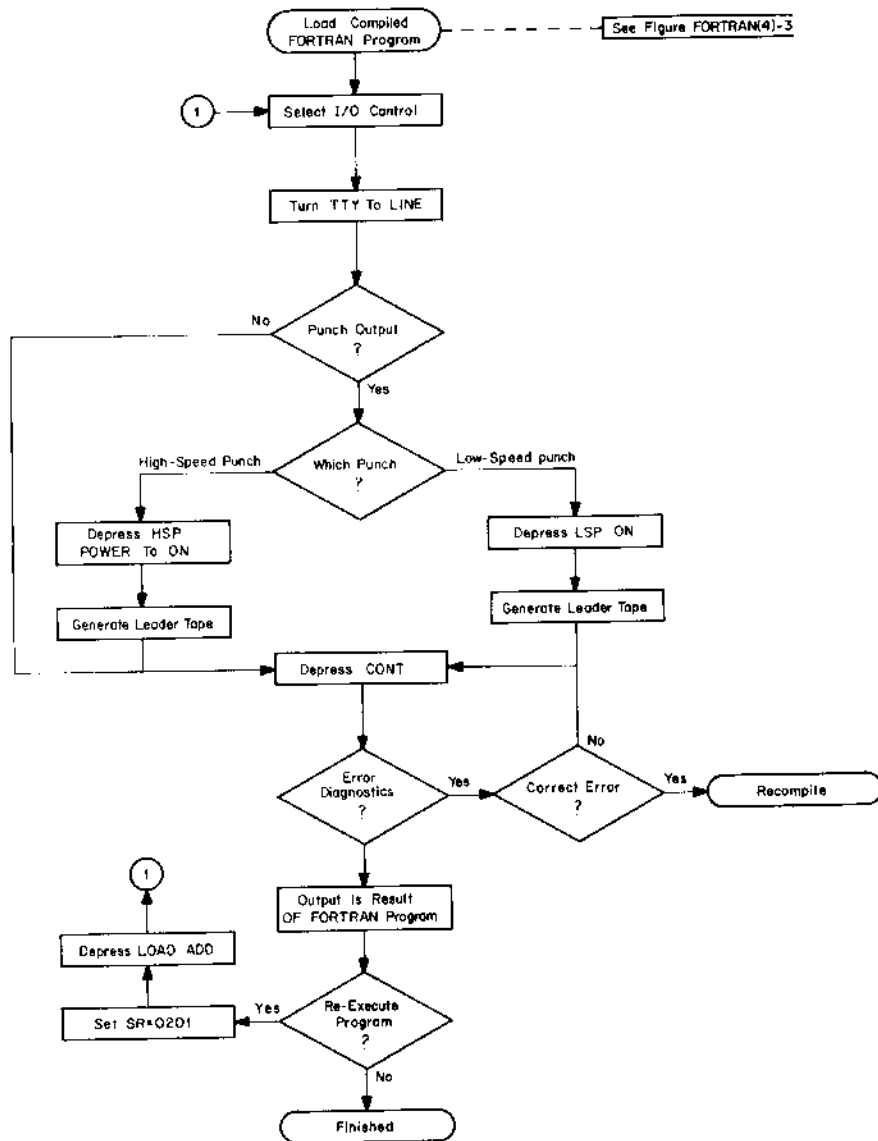 Load Compiled
FORTRAN Program
See Figure FORTRAN(4)-3
1
Select I/O Control
Turn TTY To LINE
No
Punch Output
?
Yes
High-Speed Punch
Which Punch
?
Low-Speed punch
Depress HSP
POWER To ON
Depress LSP ON
Generate Leader Tape
Generate Leader Tape
Depress CONT
No
Error
Diagnostics
?
Yes
Correct Error
?
Yes
Recompile
1
Output Is Result
OF FORTRAN Program
Depress LOAD ADD
Set SR=0201
Yes
Re-Execute
Program
?
No
Finished